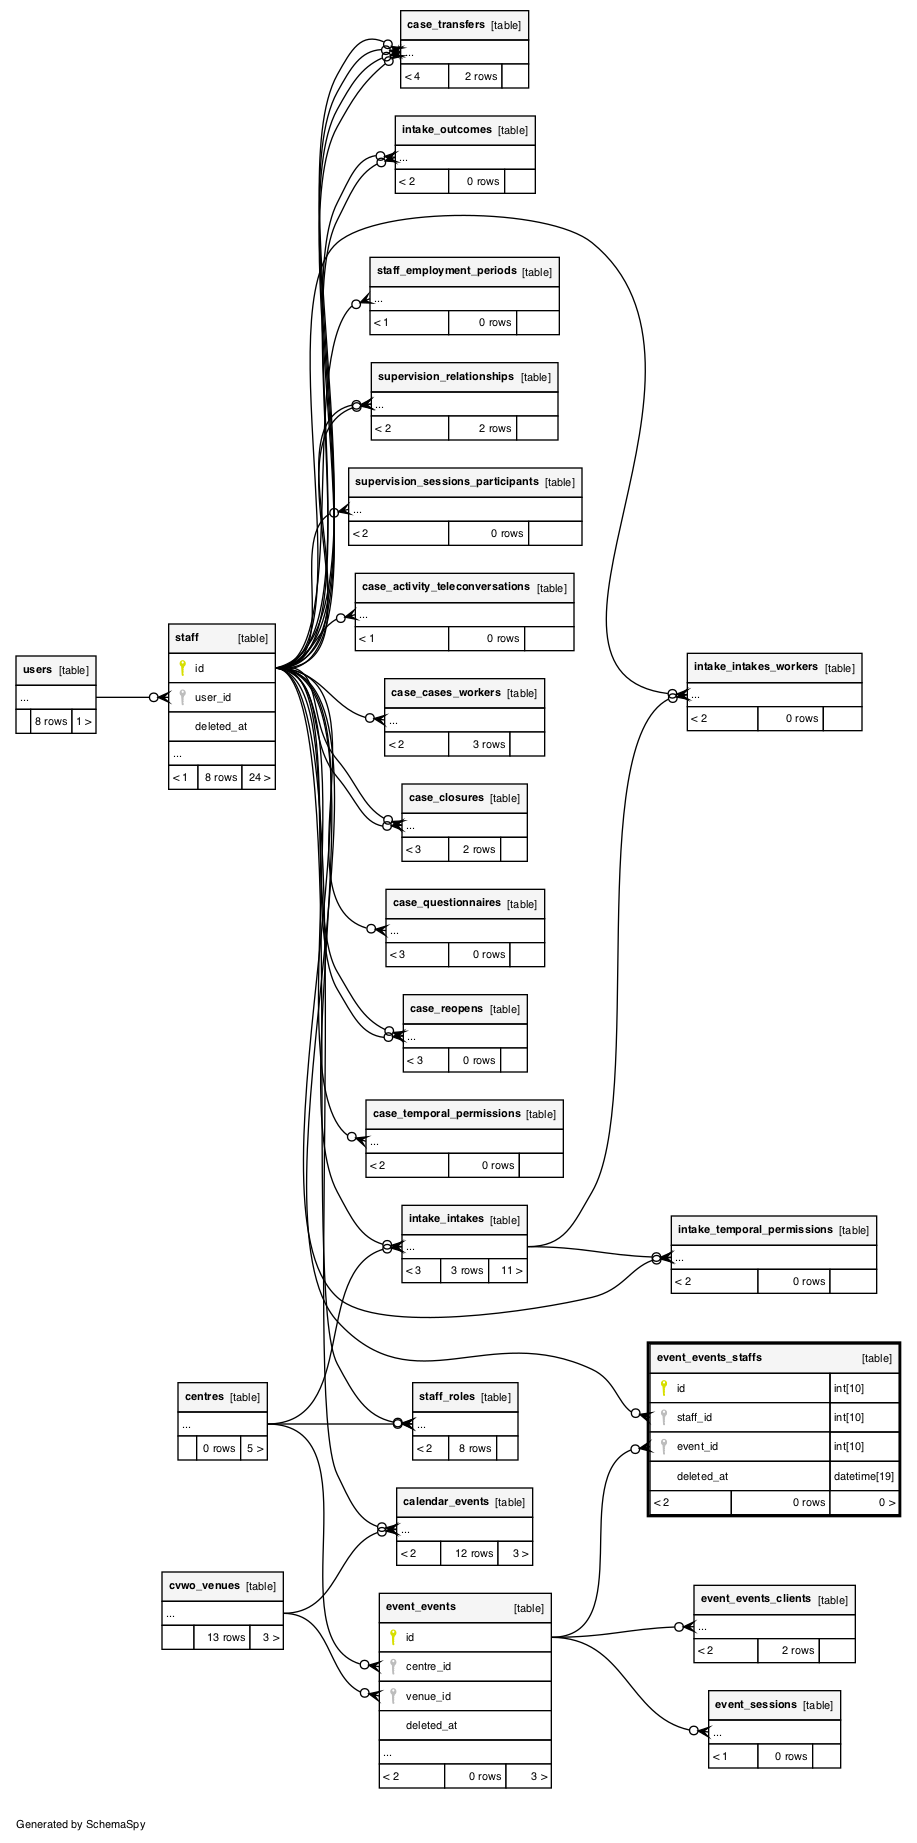 case_transfers [table]
...
< 4 2 rows
intake_outcomes [table]
...
< 2 0 rows
staff_employment_periods [table]
...
< 1 0 rows
supervision_relationships [table]
...
< 2 2 rows
supervision_sessions_participants [table]
...
< 2 0 rows
case_activity_teleconversations [table]
...
< 1 0 rows
staff [table]
id
user_id
deleted_at
...
< 1 8 rows 24 >
users [table]
...
8 rows 1 >
intake_intakes_workers [table]
...
< 2 0 rows
case_cases_workers [table]
...
< 2 3 rows
case_closures [table]
...
< 3 2 rows
case_questionnaires [table]
...
< 3 0 rows
case_reopens [table]
...
< 3 0 rows
case_temporal_permissions [table]
...
< 2 0 rows
intake_intakes [table]
...
< 3 3 rows 11 >
intake_temporal_permissions [table]
...
< 2 0 rows
event_events_staffs [table]
id int[10]
staff_id int[10]
event_id int[10]
deleted_at datetime[19]
< 2 0 rows 0 >
centres [table]
...
0 rows 5 >
staff_roles [table]
...
< 2 8 rows
calendar_events [table]
...
< 2 12 rows 3 >
cvwo_venues [table]
...
13 rows 3 >
event_events [table]
id
centre_id
venue_id
deleted_at
...
< 2 0 rows 3 >
event_events_clients [table]
...
< 2 2 rows
event_sessions [table]
...
< 1 0 rows
Generated by SchemaSpy